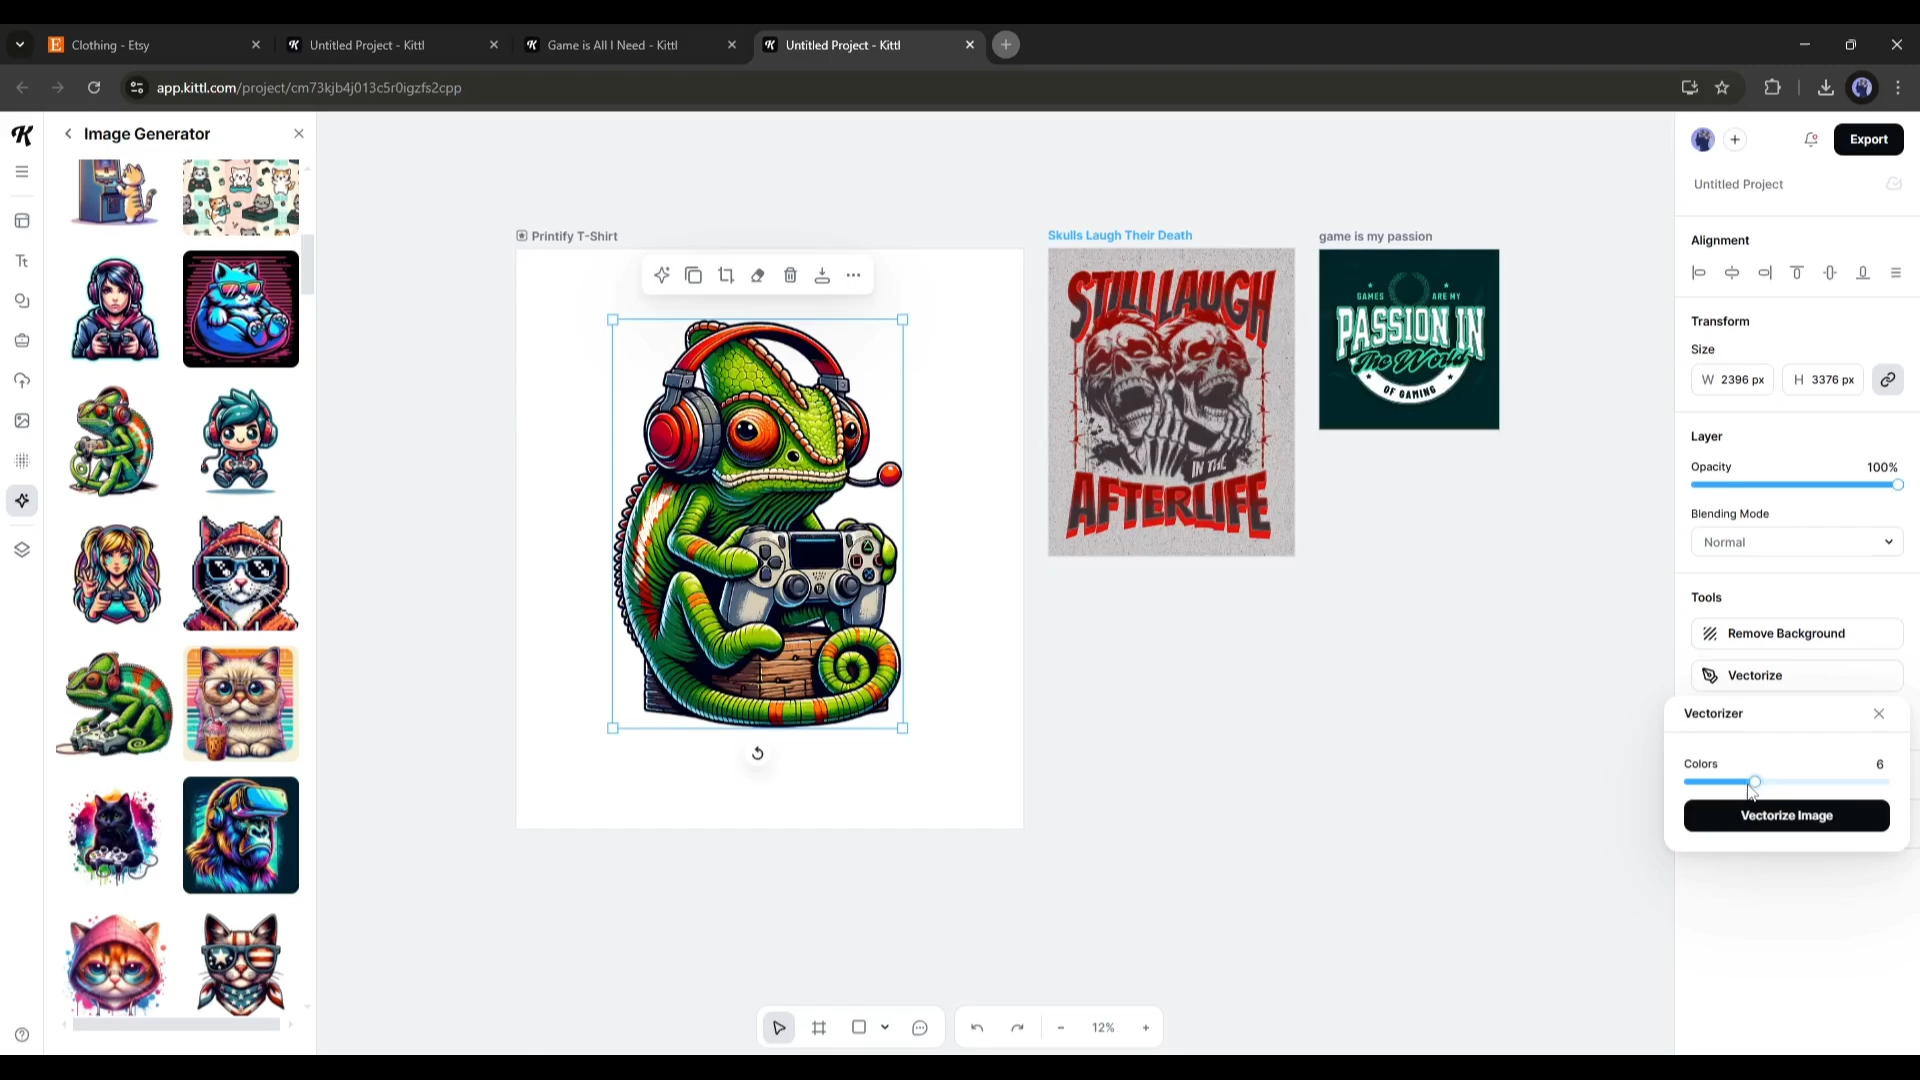 Clothing - Etsy
Untitled Project - Kittl
Game is All I Need - Kittl
Untitled Project - Kittl
app.kittl.com/project/cm73kjb4j013c5r0igzfs2cpp
Image Generator
Export
Untitled Project
Printify T-Shirt
Skulls Laugh Their Death
game is my passion
STILL LAUGH
IN THE
AFTERLIFE
GAMES ARE MY
PASSION IN
The World
OF GAMING
Alignment
Transform
Size
W 2396 px
H 3376 px
Layer
Opacity 100%
Blending Mode
Normal
Tools
Remove Background
Vectorize
Vectorizer
Colors 6
Vectorize Image
12%